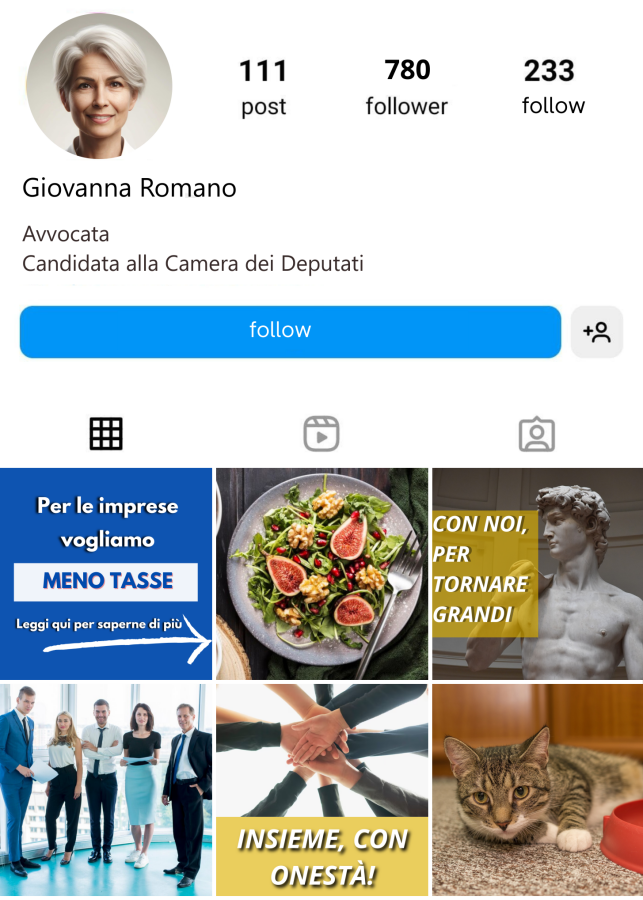 111 780 233
post follower follow
Giovanna Romano
Avvocata
Candidata alla Camera dei Deputati
follow
Per le imprese
vogliamo
MENO TASSE
Leggi qui per saperne di più
CON NOI,
PER
TORNARE
GRANDI
INSIEME, CON
ONESTÀ!